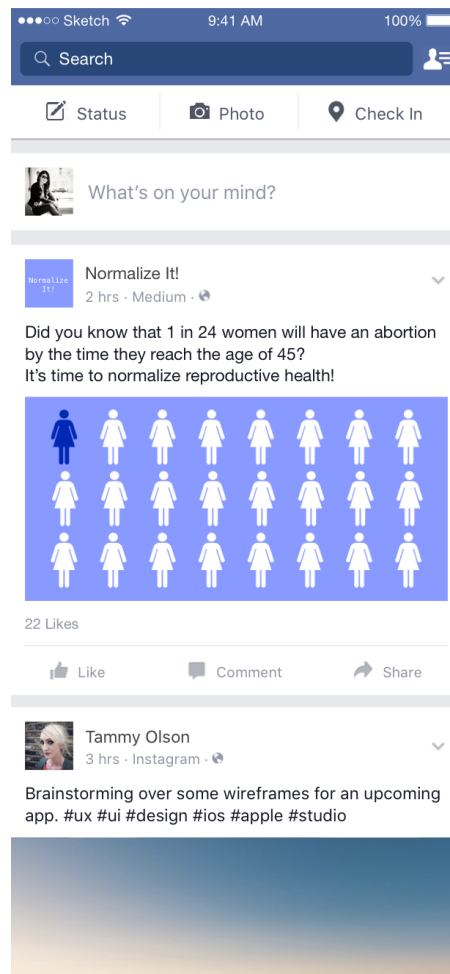 Sketch 9:41 AM 100%
Search
Status Photo Check In
What's on your mind?
Normalize
It!
Normalize It!
2 hrs · Medium ·
Did you know that 1 in 24 women will have an abortion
by the time they reach the age of 45?
It's time to normalize reproductive health!
22 Likes
Like Comment Share
Tammy Olson
3 hrs · Instagram ·
Brainstorming over some wireframes for an upcoming
app. #ux #ui #design #ios #apple #studio